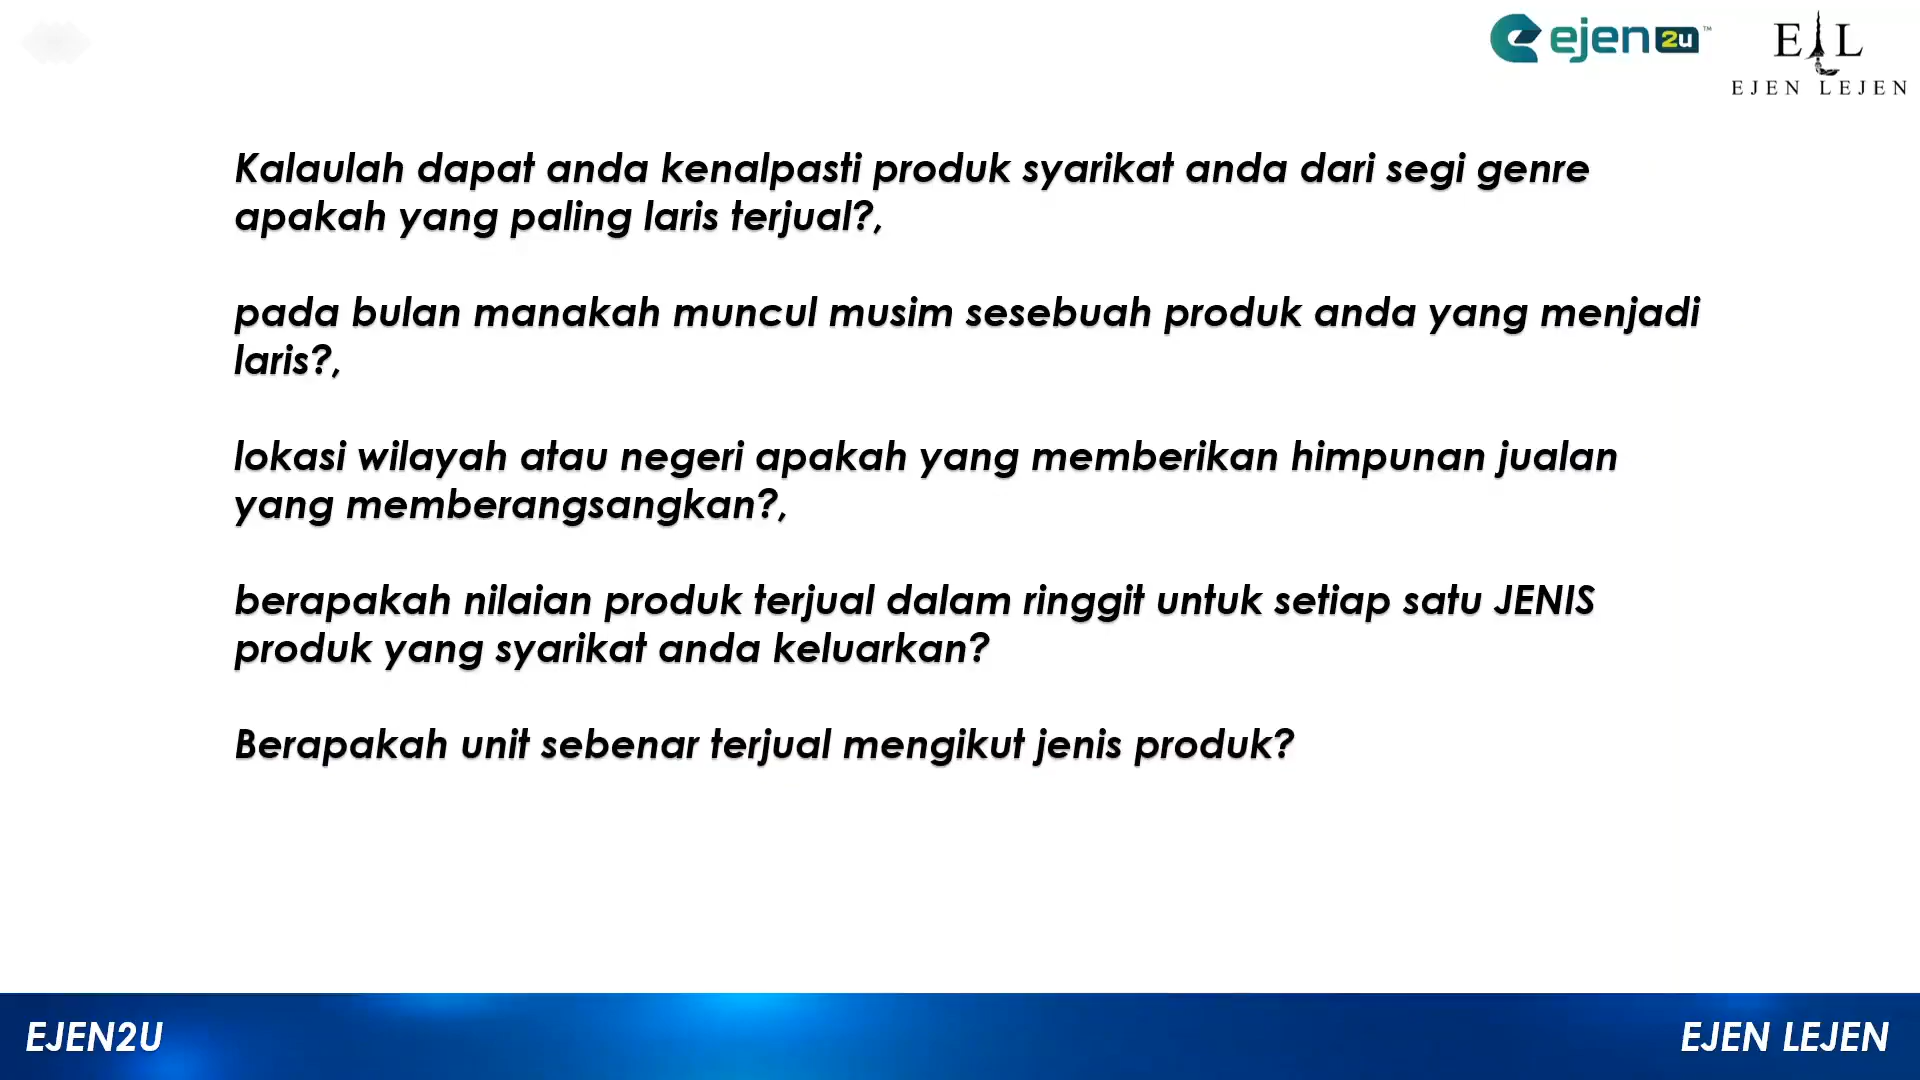 ejen2u™
E L
EJEN LEJEN
Kalaulah dapat anda kenalpasti produk syarikat anda dari segi genre
apakah yang paling laris terjual?,
pada bulan manakah muncul musim sesebuah produk anda yang menjadi
laris?,
lokasi wilayah atau negeri apakah yang memberikan himpunan jualan
yang memberangsangkan?,
berapakah nilaian produk terjual dalam ringgit untuk setiap satu JENIS
produk yang syarikat anda keluarkan?
Berapakah unit sebenar terjual mengikut jenis produk?
EJEN2U
EJEN LEJEN